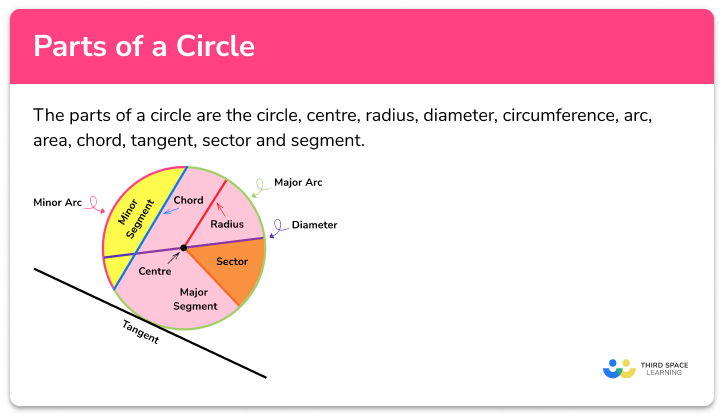 Parts of a Circle
The parts of a circle are the circle, centre, radius, diameter, circumference, arc,
area, chord, tangent, sector and segment.
Major Arc
Minor Arc
Chord
Minor
Segment
Radius
Diameter
Centre
Sector
Major
Segment
Tangent
THIRD SPACE
LEARNING